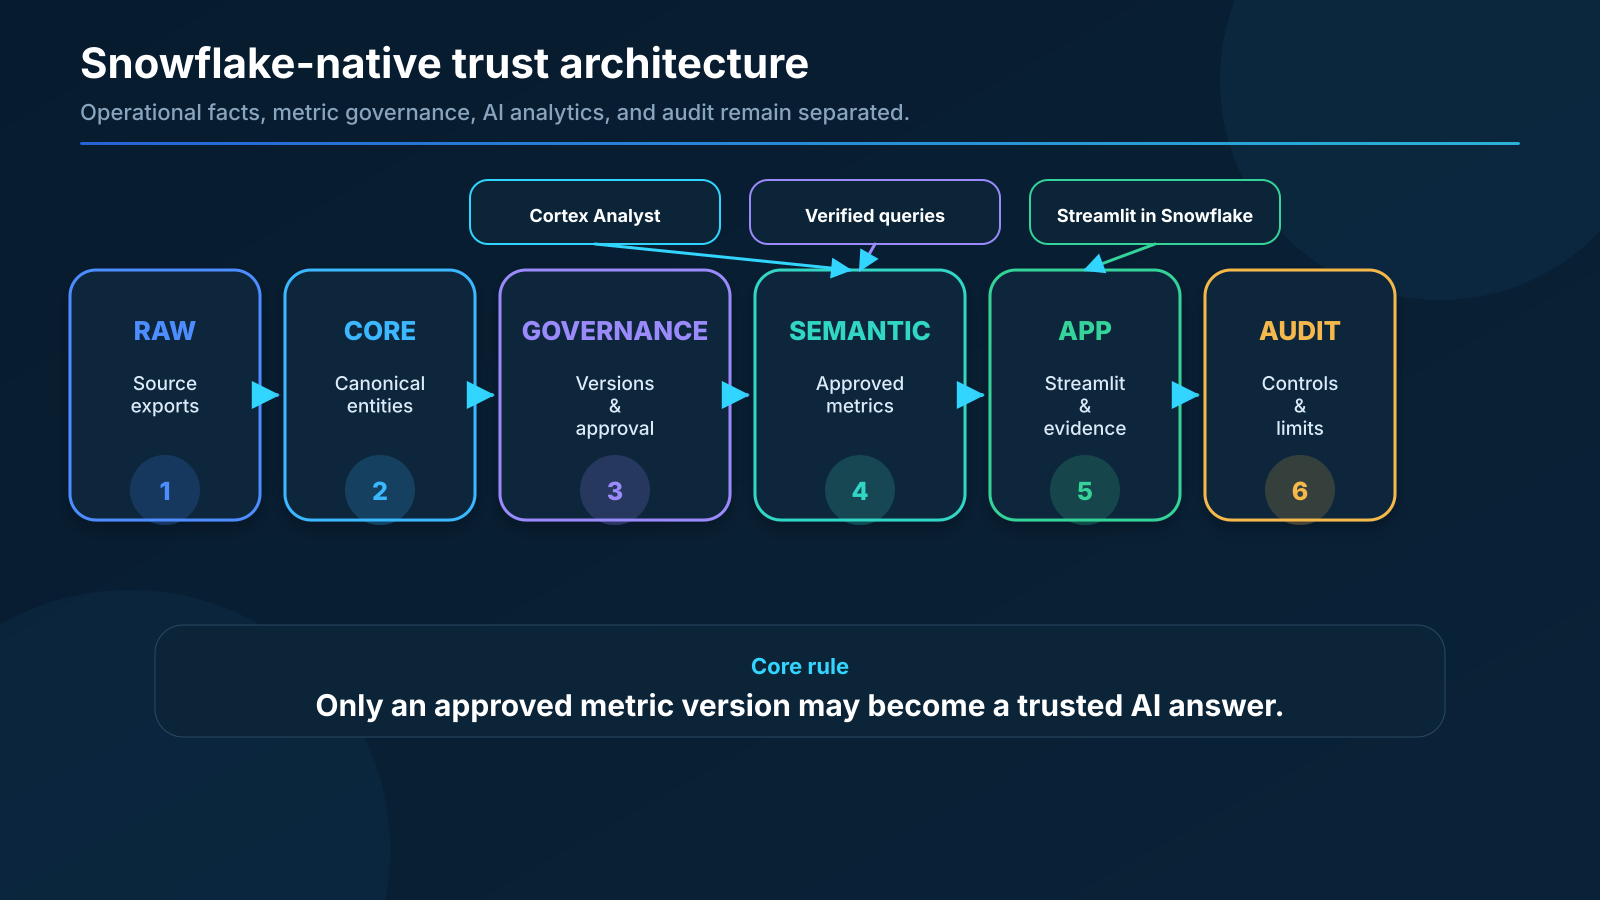 Snowflake-native trust architecture
Operational facts, metric governance, AI analytics, and audit remain separated.
Cortex Analyst
Verified queries
Streamlit in Snowflake
RAW
Source
exports
1
CORE
Canonical
entities
2
GOVERNANCE
Versions
&
approval
3
SEMANTIC
Approved
metrics
4
APP
Streamlit
&
evidence
5
AUDIT
Controls
&
limits
6
Core rule
Only an approved metric version may become a trusted AI answer.